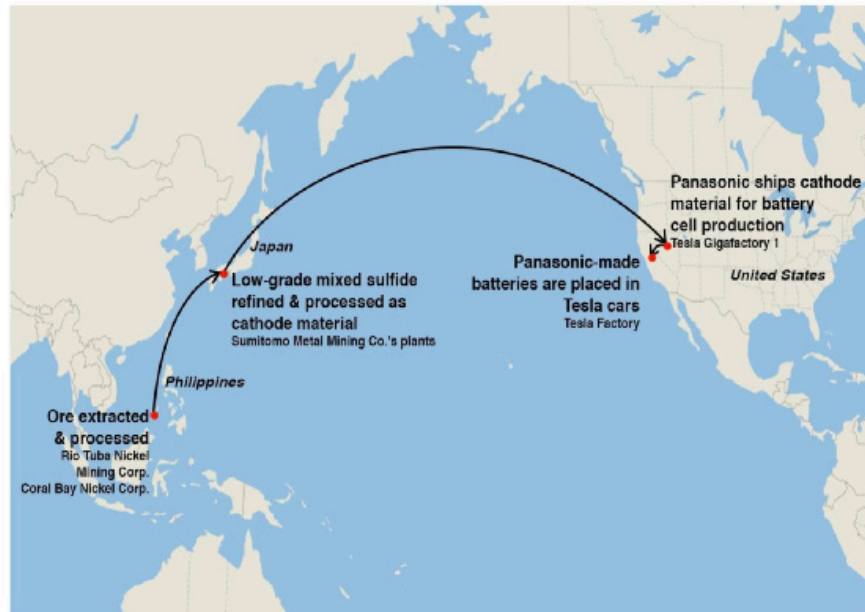 Panasonic ships cathode
material for battery
cell production
Tesla Gigafactory 1
Japan
Low-grade mixed sulfide
refined & processed as
cathode material
Sumitomo Metal Mining Co.'s plants
Panasonic-made
batteries are placed in
Tesla cars
Tesla Factory
United States
Philippines
Ore extracted
& processed
Rio Tuba Nickel
Mining Corp.
Coral Bay Nickel Corp.